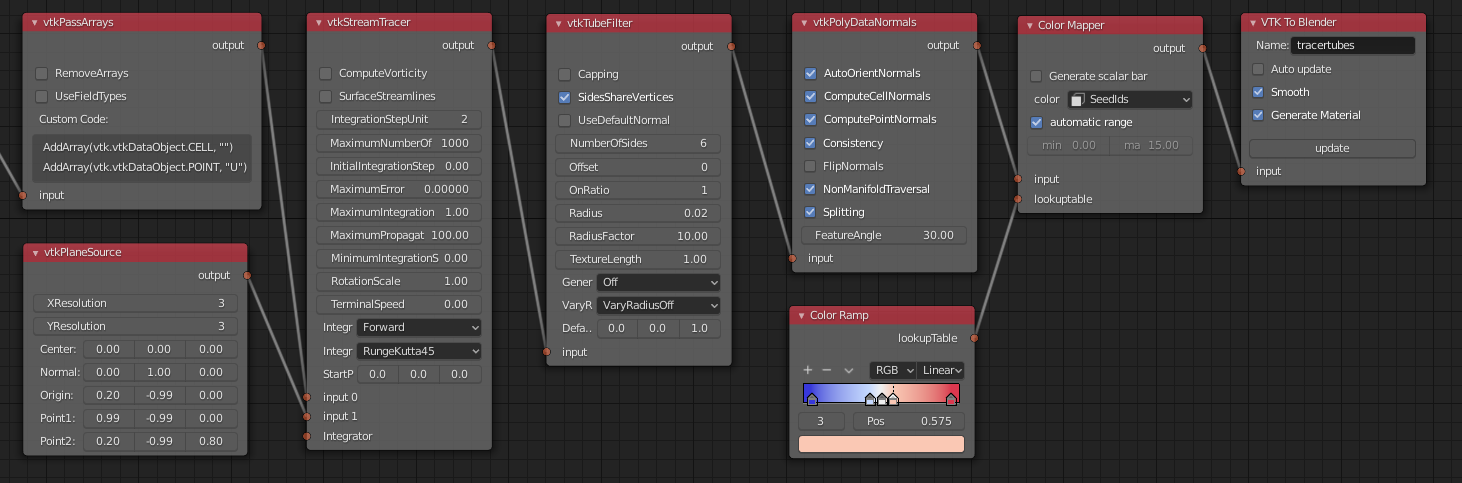 vtkPassArrays
output
RemoveArrays
UseFieldTypes
Custom Code:
AddArray(vtk.vtkDataObject.CELL, "")
AddArray(vtk.vtkDataObject.POINT, "U")
input
vtkPlaneSource
output
XResolution 3
YResolution 3
Center: 0.00 0.00 0.00
Normal: 0.00 1.00 0.00
Origin: 0.20 -0.99 0.00
Point1: 0.99 -0.99 0.00
Point2: 0.20 -0.99 0.80
vtkStreamTracer
output
ComputeVorticity
SurfaceStreamlines
IntegrationStepUnit 2
MaximumNumberOf 1000
InitialIntegrationStep 0.00
MaximumError 0.00000
MaximumIntegration 1.00
MaximumPropagat 100.00
MinimumIntegrationS 0.00
RotationScale 1.00
TerminalSpeed 0.00
Integr Forward
Integr RungeKutta45
StartP 0.0 0.0 0.0
input 0
input 1
Integrator
vtkTubeFilter
output
Capping
SidesShareVertices
UseDefaultNormal
NumberOfSides 6
Offset 0
OnRatio 1
Radius 0.02
RadiusFactor 10.00
TextureLength 1.00
Gener Off
VaryR VaryRadiusOff
Defa.. 0.0 0.0 1.0
input
vtkPolyDataNormals
output
AutoOrientNormals
ComputeCellNormals
ComputePointNormals
Consistency
FlipNormals
NonManifoldTraversal
Splitting
FeatureAngle 30.00
input
Color Ramp
lookupTable
RGB Linear
3 Pos 0.575
Color Mapper
output
Generate scalar bar
color SeedIds
automatic range
min 0.00 ma 15.00
input
lookuptable
VTK To Blender
Name: tracertubes
Auto update
Smooth
Generate Material
update
input